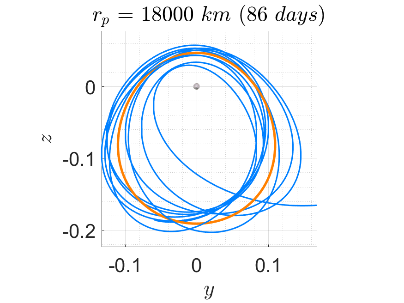 r_p = 18000 km (86 days)
0
-0.1
-0.2
z
-0.1 0 0.1
y